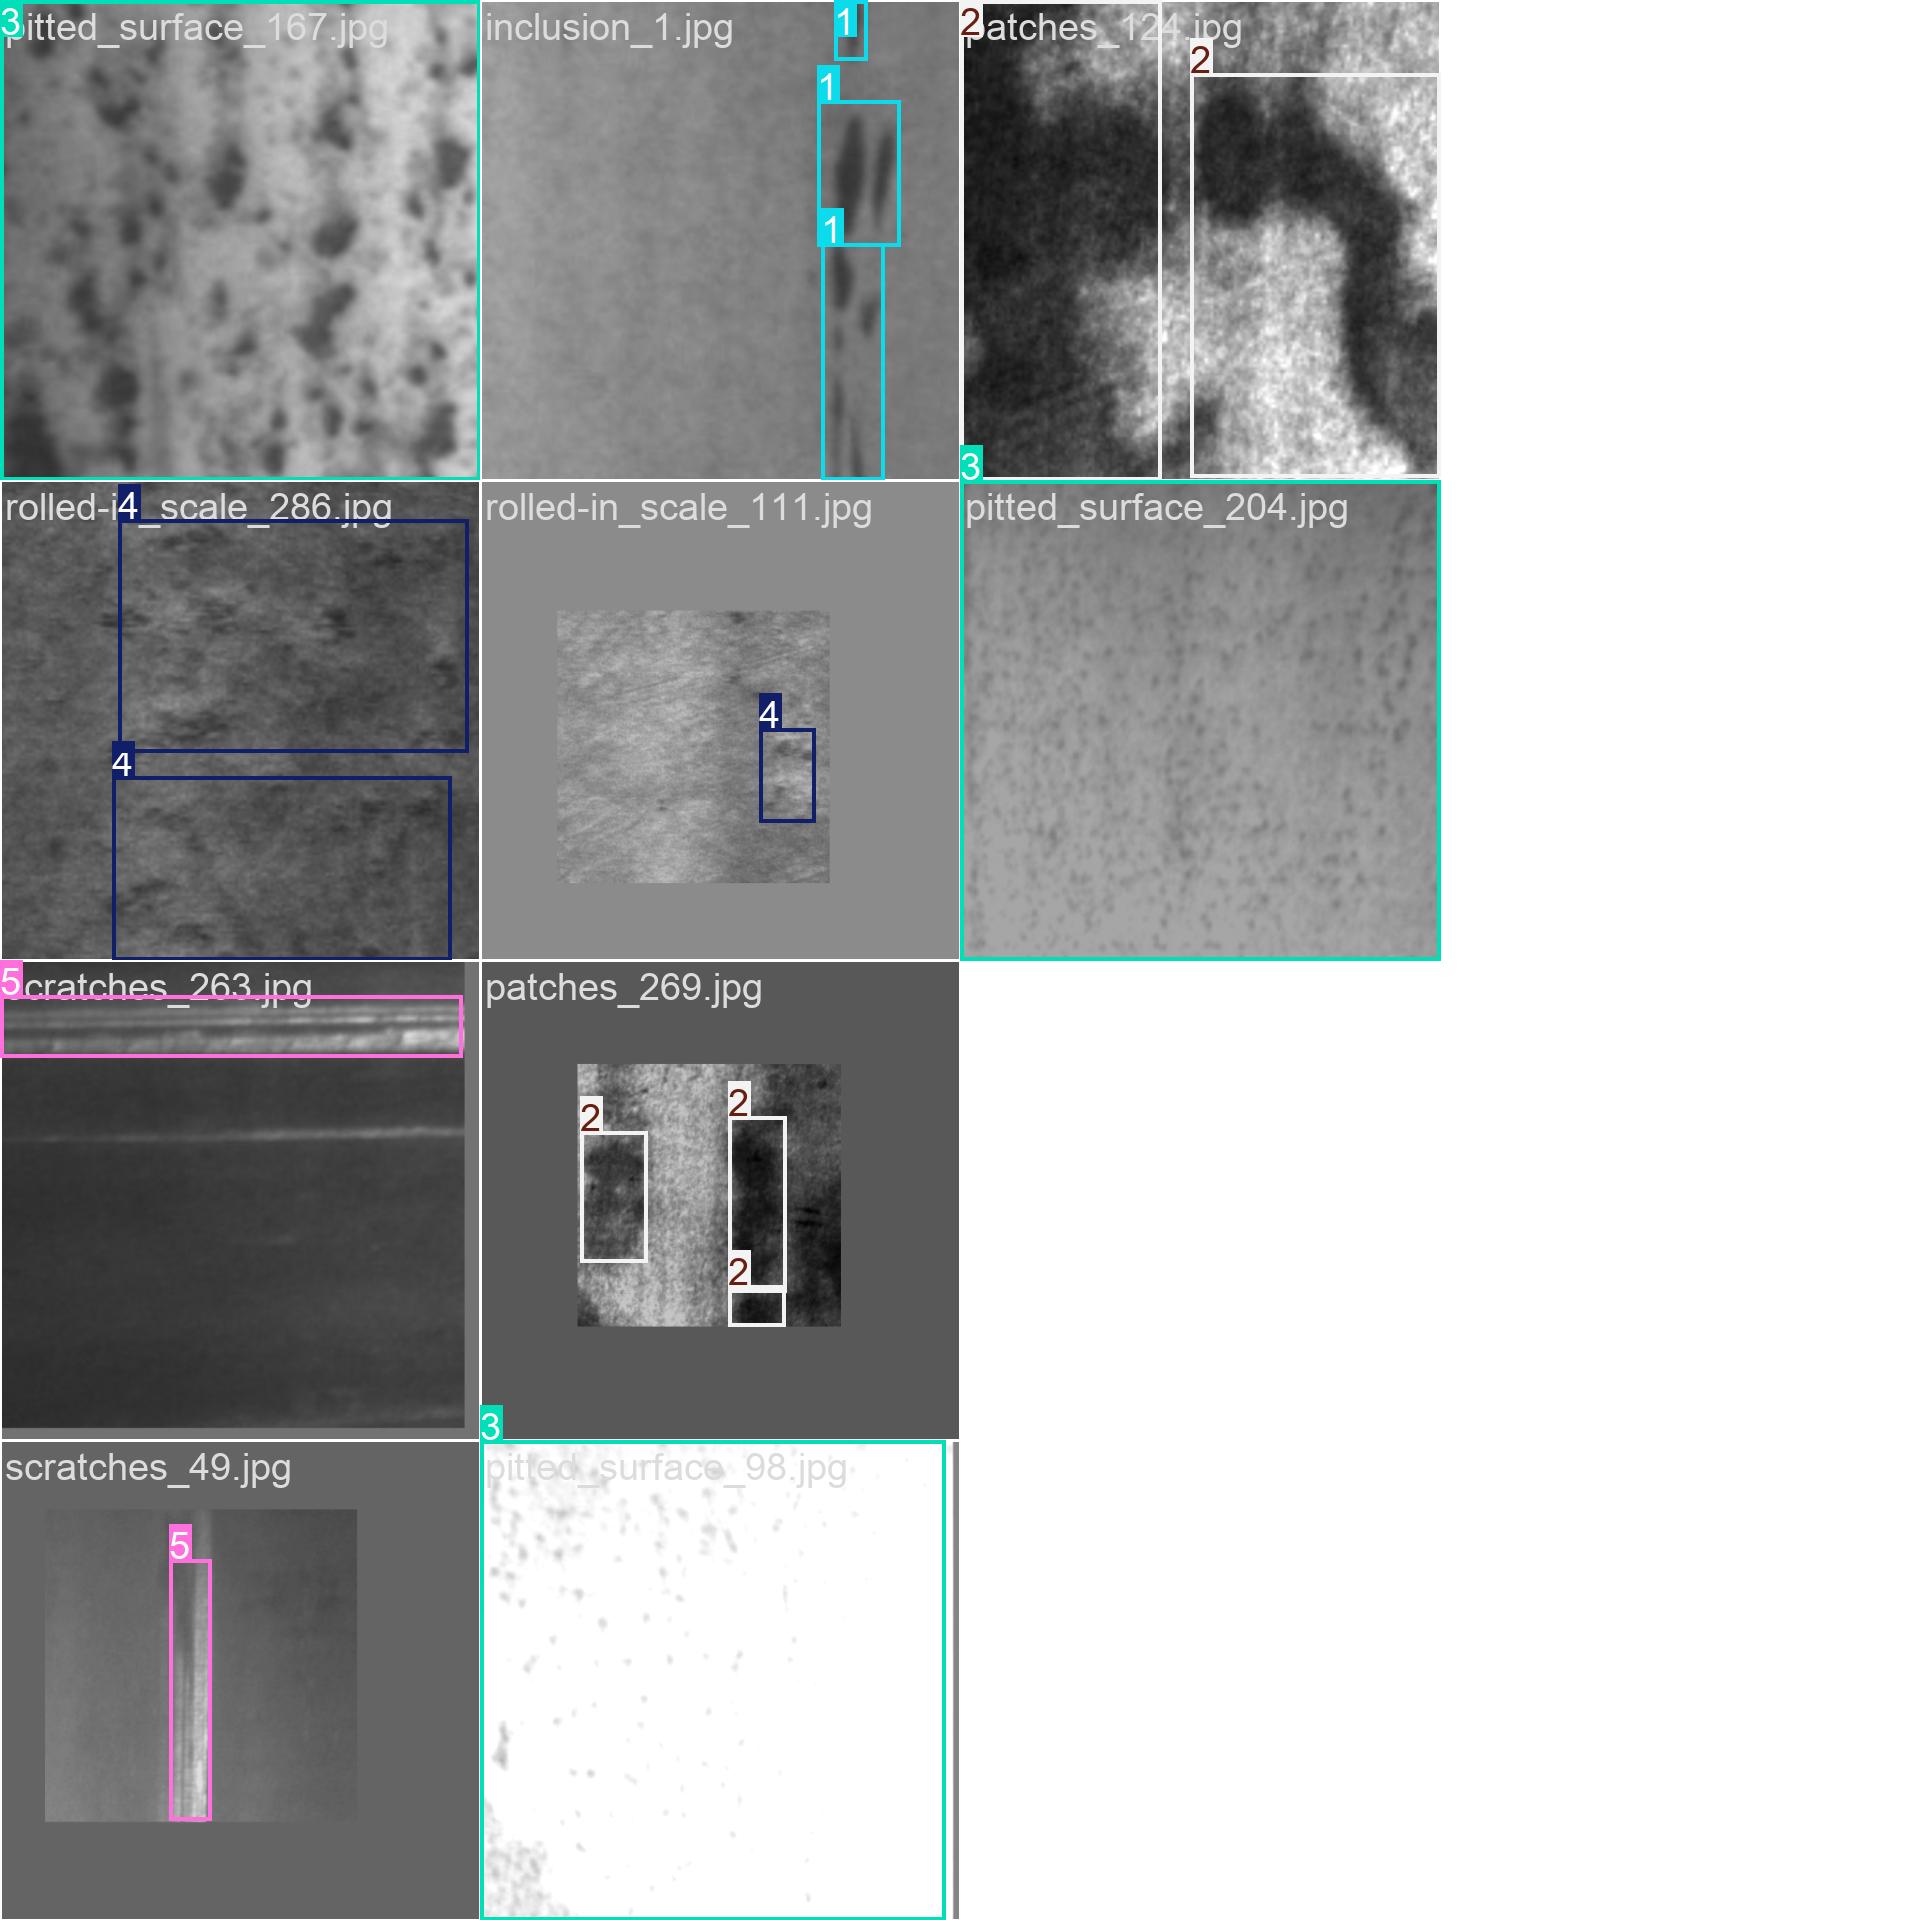 3 pitted_surface_167.jpg
inclusion_1.jpg
1
1
1
patches_124.jpg
2
2
rolled-in_scale_286.jpg
4
4
rolled-in_scale_111.jpg
4
3
pitted_surface_204.jpg
5 scratches_263.jpg
patches_269.jpg
2
2
2
scratches_49.jpg
5
3
pitted_surface_98.jpg